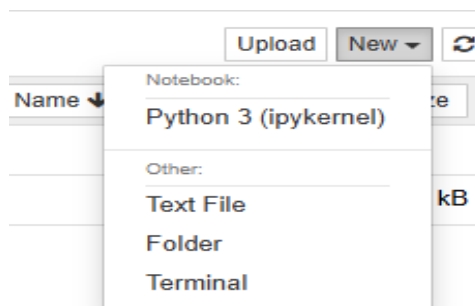 Upload New
Name
Notebook:
Python 3 (ipykernel)
Other:
Text File
kB
Folder
Terminal